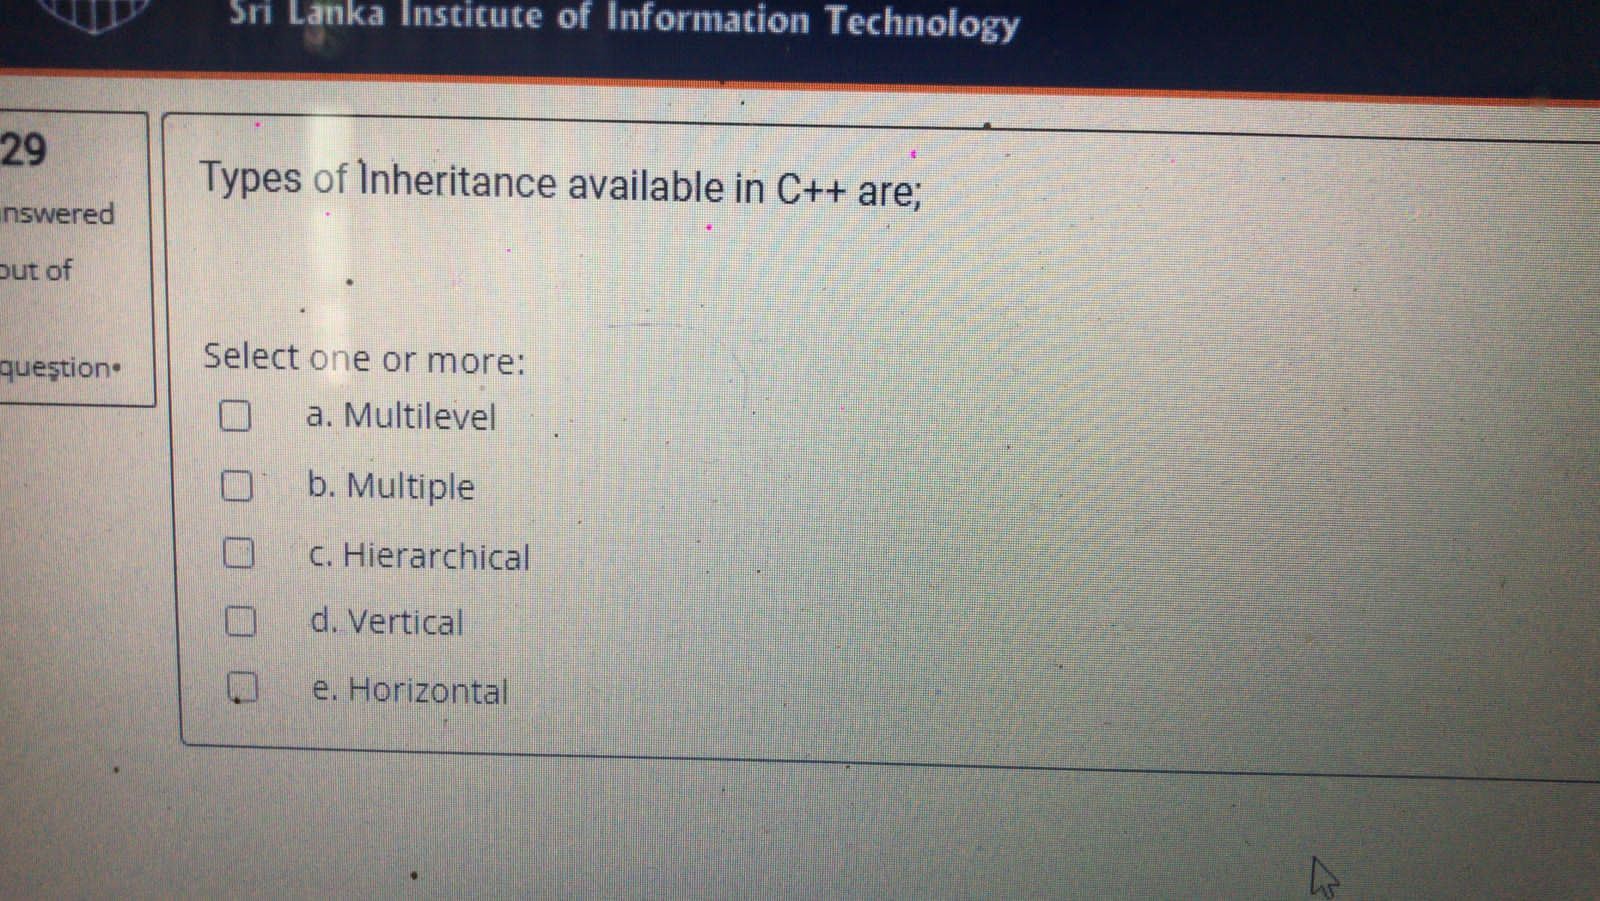 Sri Lanka Institute of Information Technology
29
nswered
out of
question
Types of Inheritance available in C++ are;
Select one or more:
a. Multilevel
b. Multiple
c. Hierarchical
d. Vertical
e. Horizontal